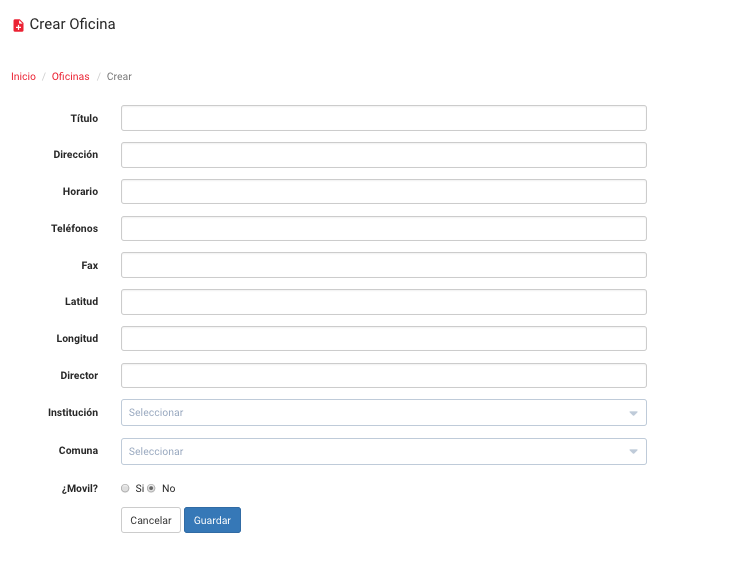 Crear Oficina
Inicio / Oficinas / Crear
Título
Dirección
Horario
Teléfonos
Fax
Latitud
Longitud
Director
Institución Seleccionar
Comuna Seleccionar
¿Movil? Si No
Cancelar Guardar